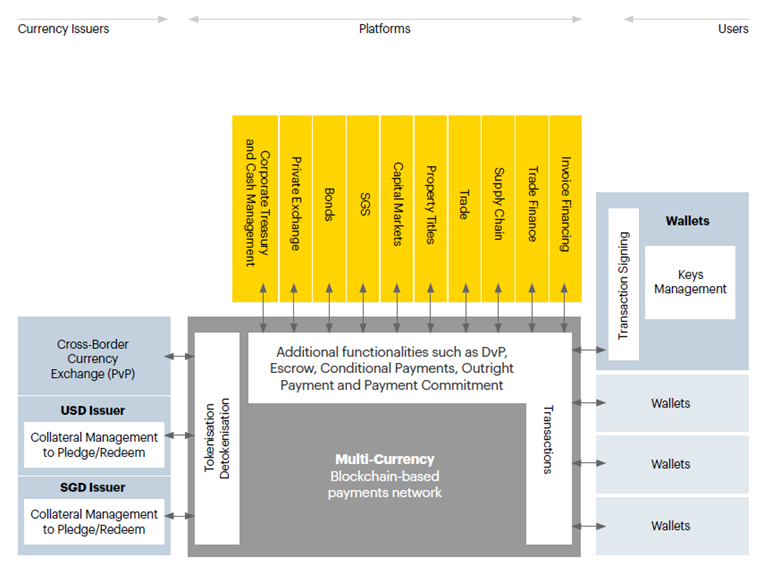 Currency Issuers
Platforms
Users
Corporate Treasury
and Cash Management
Private Exchange
Bonds
SGS
Capital Markets
Property Titles
Trade
Supply Chain
Trade Finance
Invoice Financing
Cross-Border
Currency
Exchange (PvP)
USD Issuer
Collateral Management
to Pledge/Redeem
SGD Issuer
Collateral Management
to Pledge/Redeem
Tokenisation
Detokenisation
Additional functionalities such as DvP,
Escrow, Conditional Payments, Outright
Payment and Payment Commitment
Transactions
Multi-Currency
Blockchain-based
payments network
Transaction Signing
Wallets
Keys
Management
Wallets
Wallets
Wallets